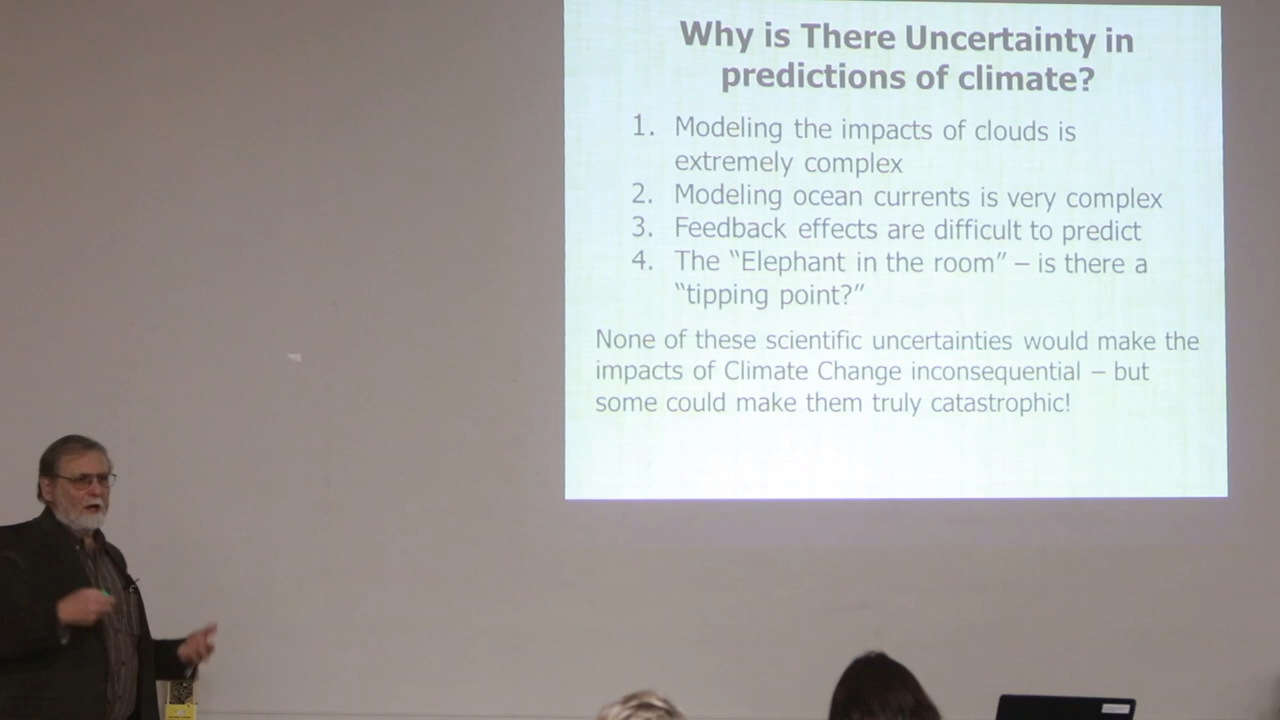 Why is There Uncertainty in
predictions of climate?
1. Modeling the impacts of clouds is
extremely complex
2. Modeling ocean currents is very complex
3. Feedback effects are difficult to predict
4. The “Elephant in the room” – is there a
“tipping point?”
None of these scientific uncertainties would make the
impacts of Climate Change inconsequential – but
some could make them truly catastrophic!